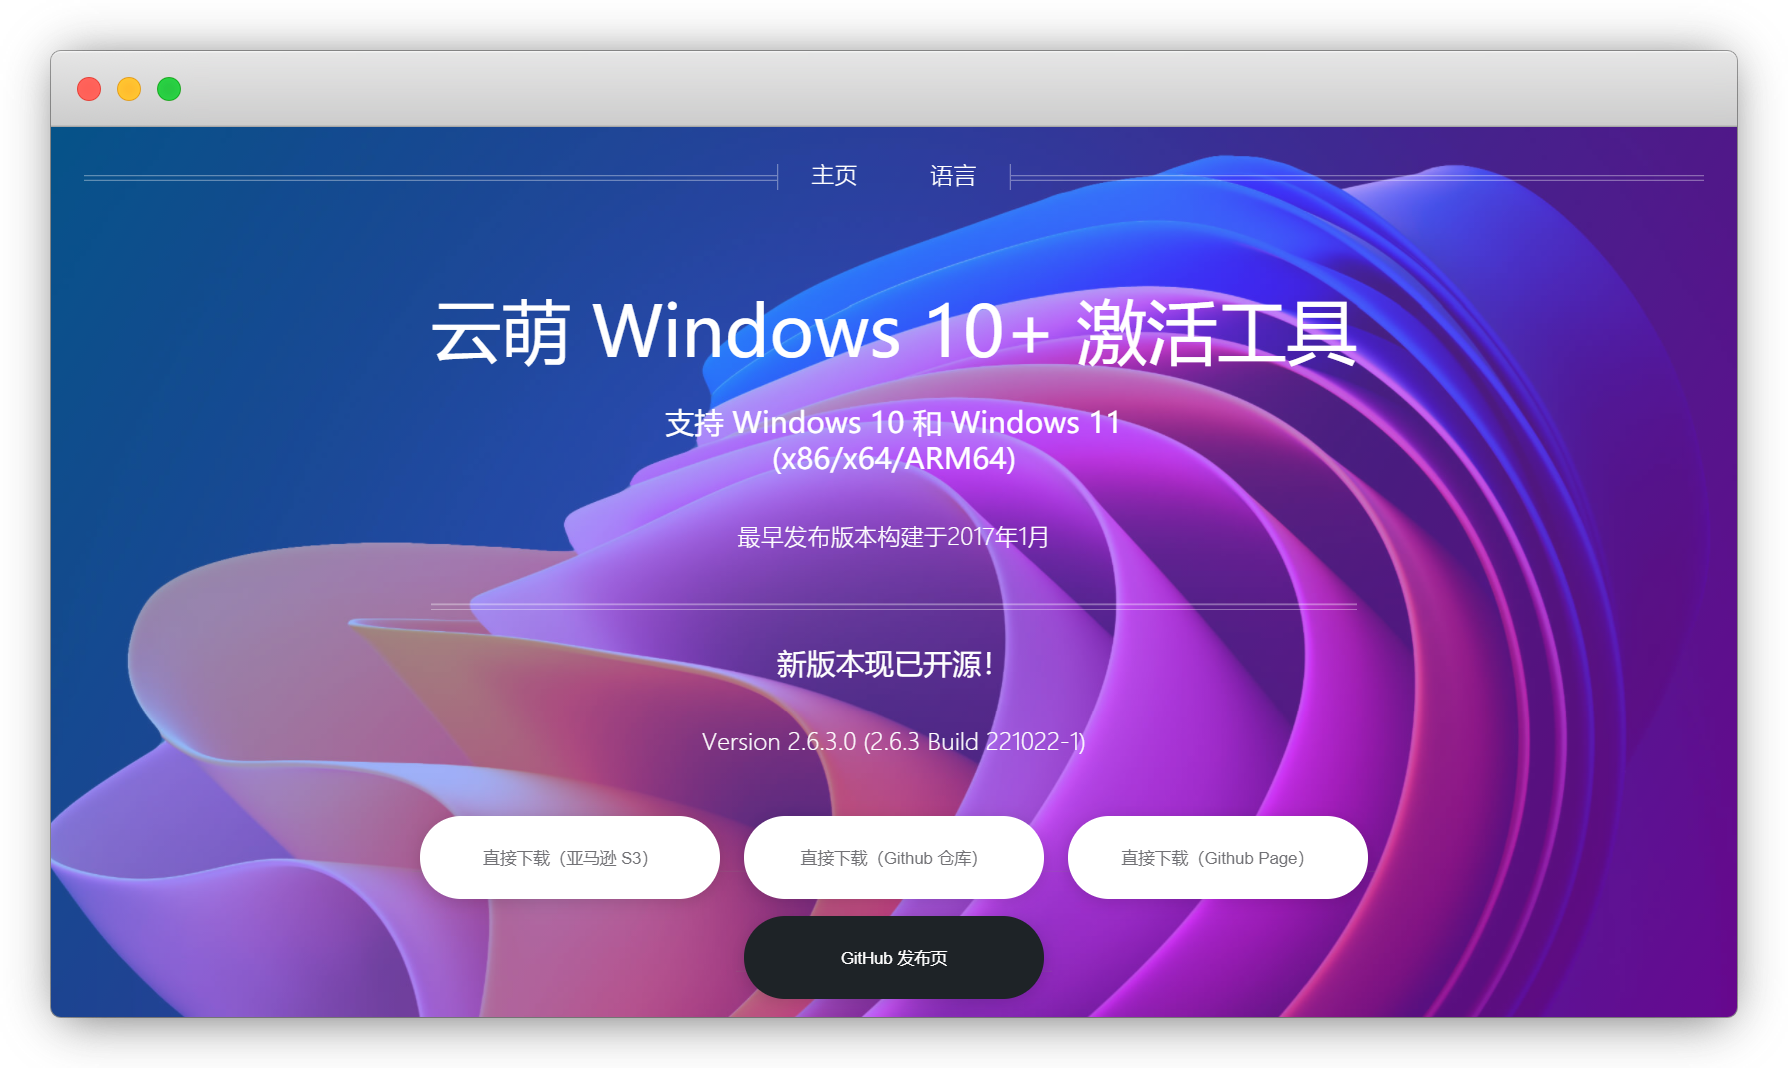 主页 语言
云萌 Windows 10+ 激活工具
支持 Windows 10 和 Windows 11
(x86/x64/ARM64)
最早发布版本构建于2017年1月
新版本现已开源！
Version 2.6.3.0 (2.6.3 Build 221022-1)
直接下载（亚马逊 S3） 直接下载（Github 仓库） 直接下载（Github Page）
GitHub 发布页